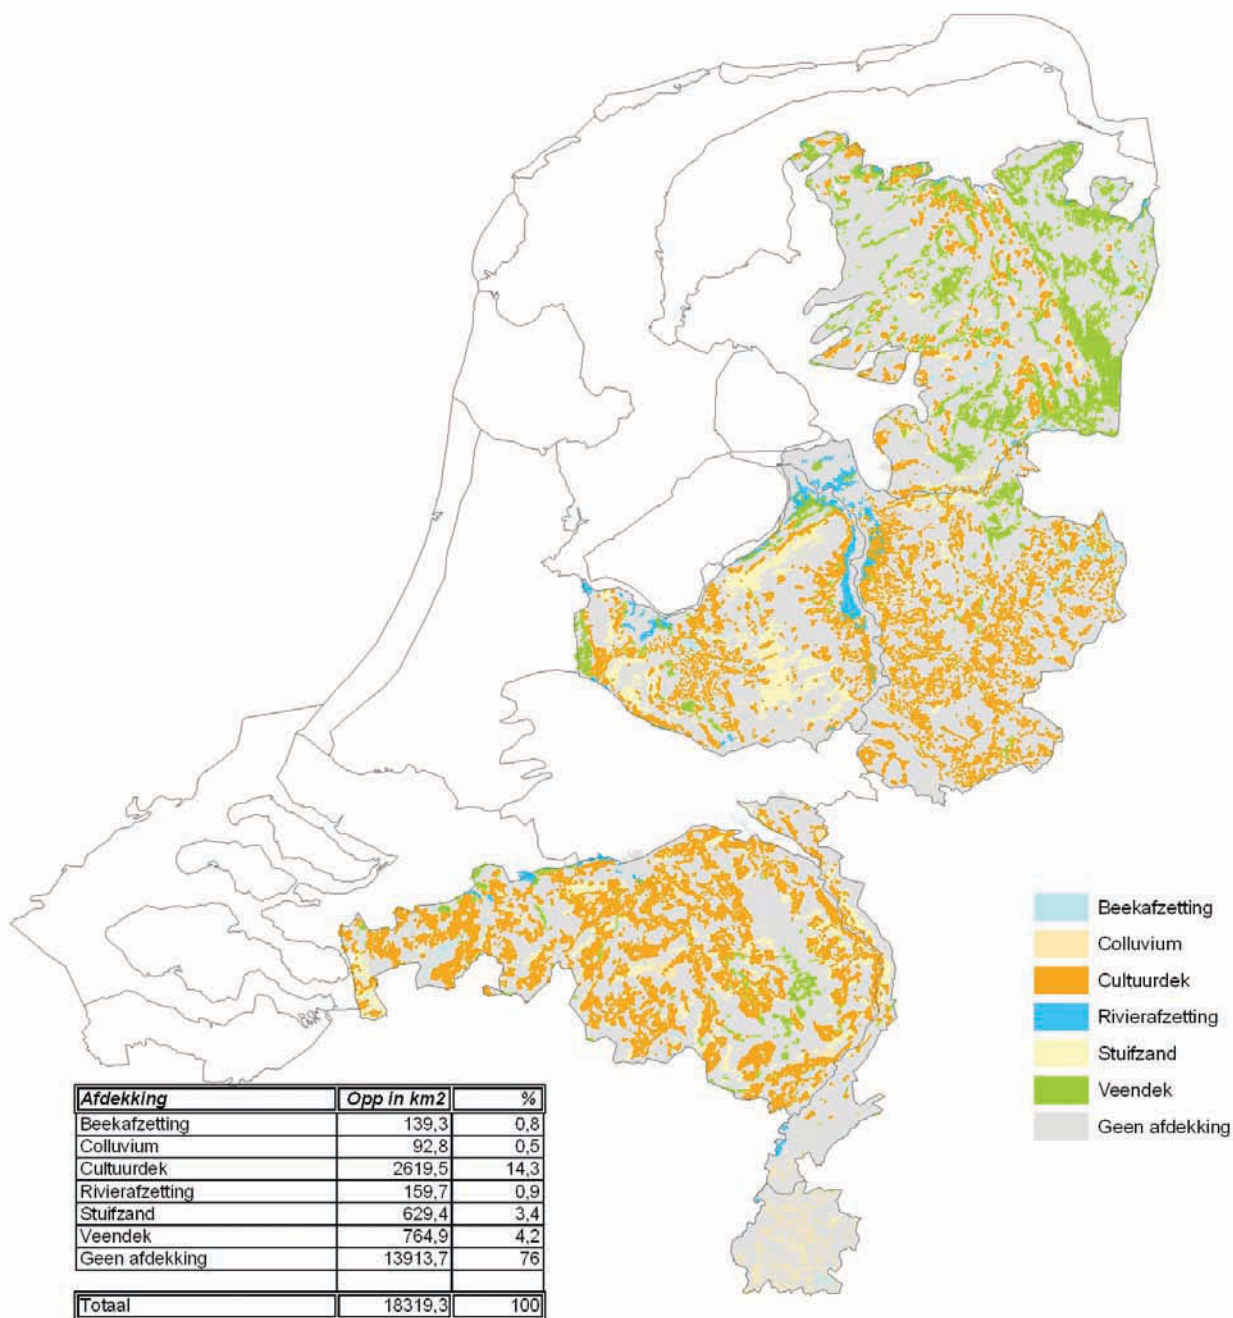 Beekafzetting
Colluvium
Cultuurdek
Rivierafzetting
Stuifzand
Veendek
Geen afdekking
Afdekking Opp in km2 %
Beekafzetting 139,3 0,8
Colluvium 92,8 0,5
Cultuurdek 2619,5 14,3
Rivierafzetting 159,7 0,9
Stuifzand 629,4 3,4
Veendek 764,9 4,2
Geen afdekking 13913,7 76
Totaal 18319,3 100